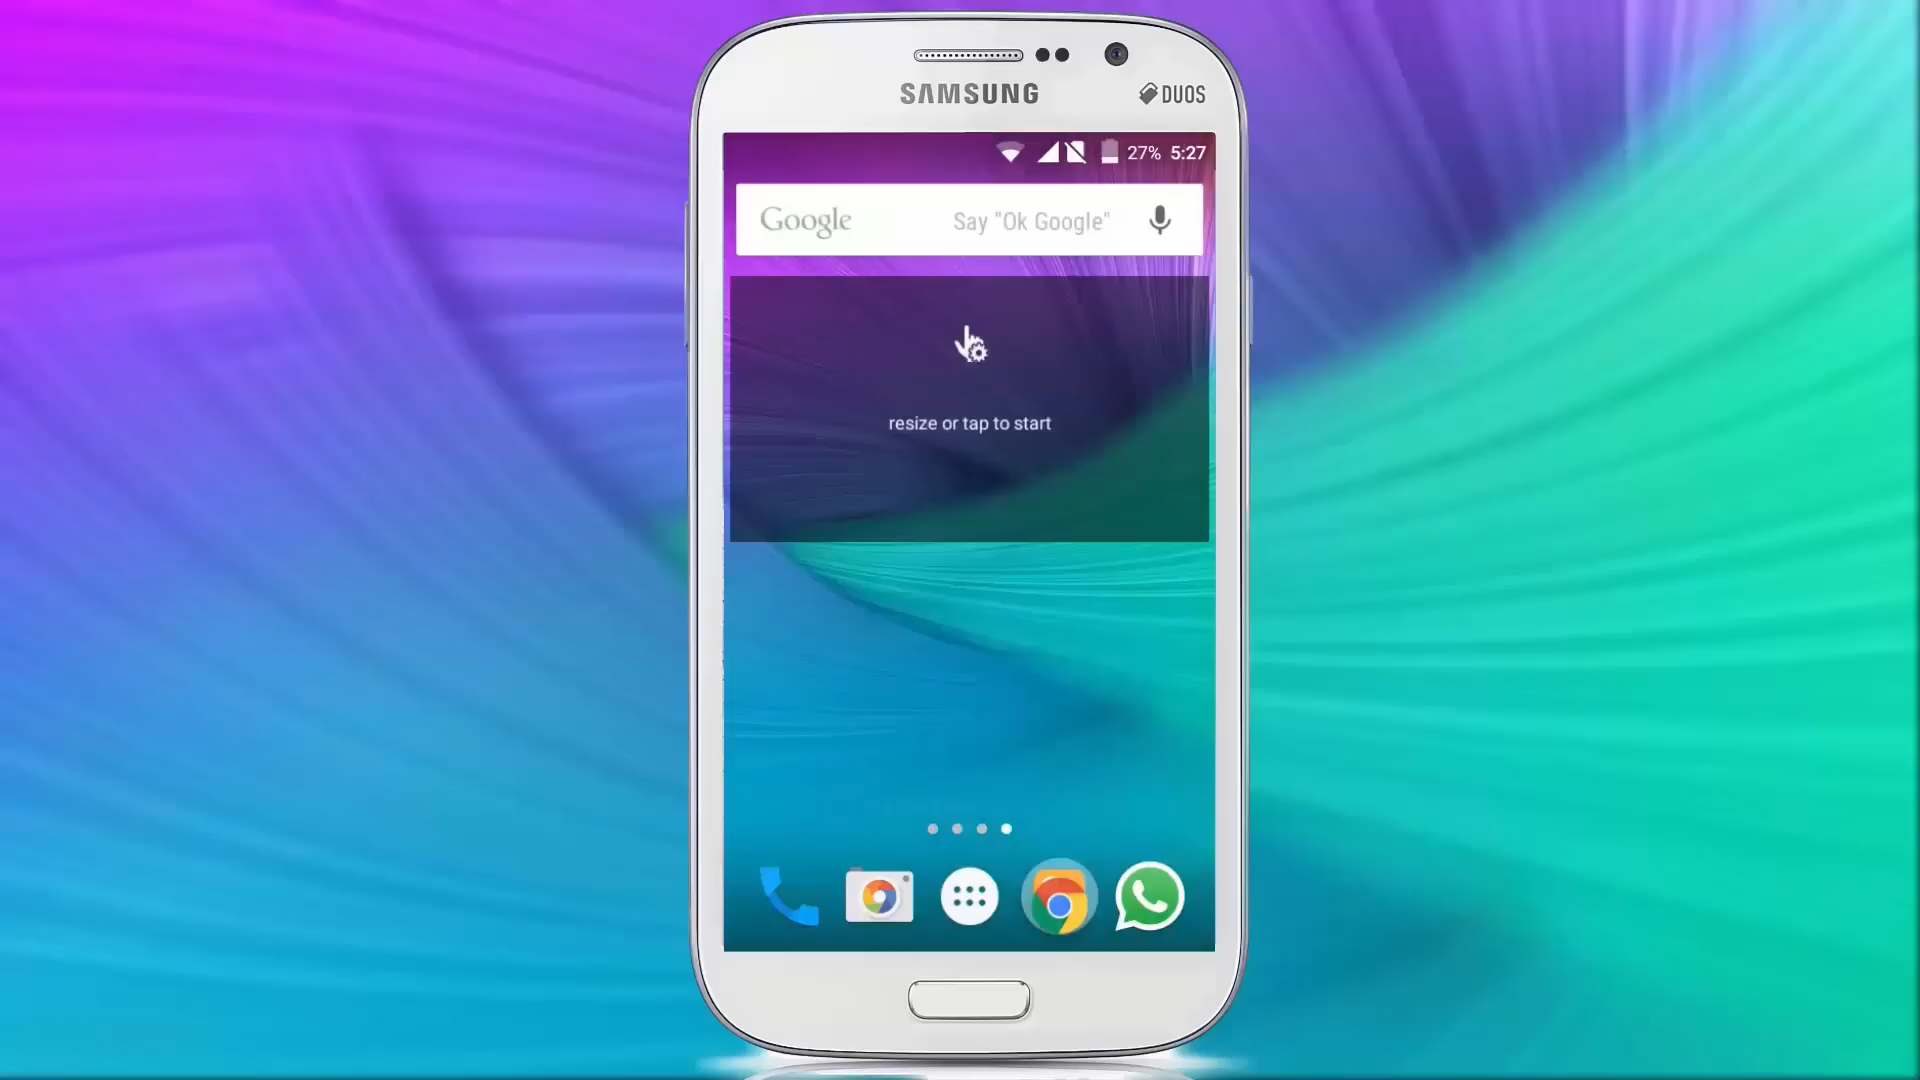 SAMSUNG
DUOS
27% 5:27
Google
Say "Ok Google"
resize or tap to start